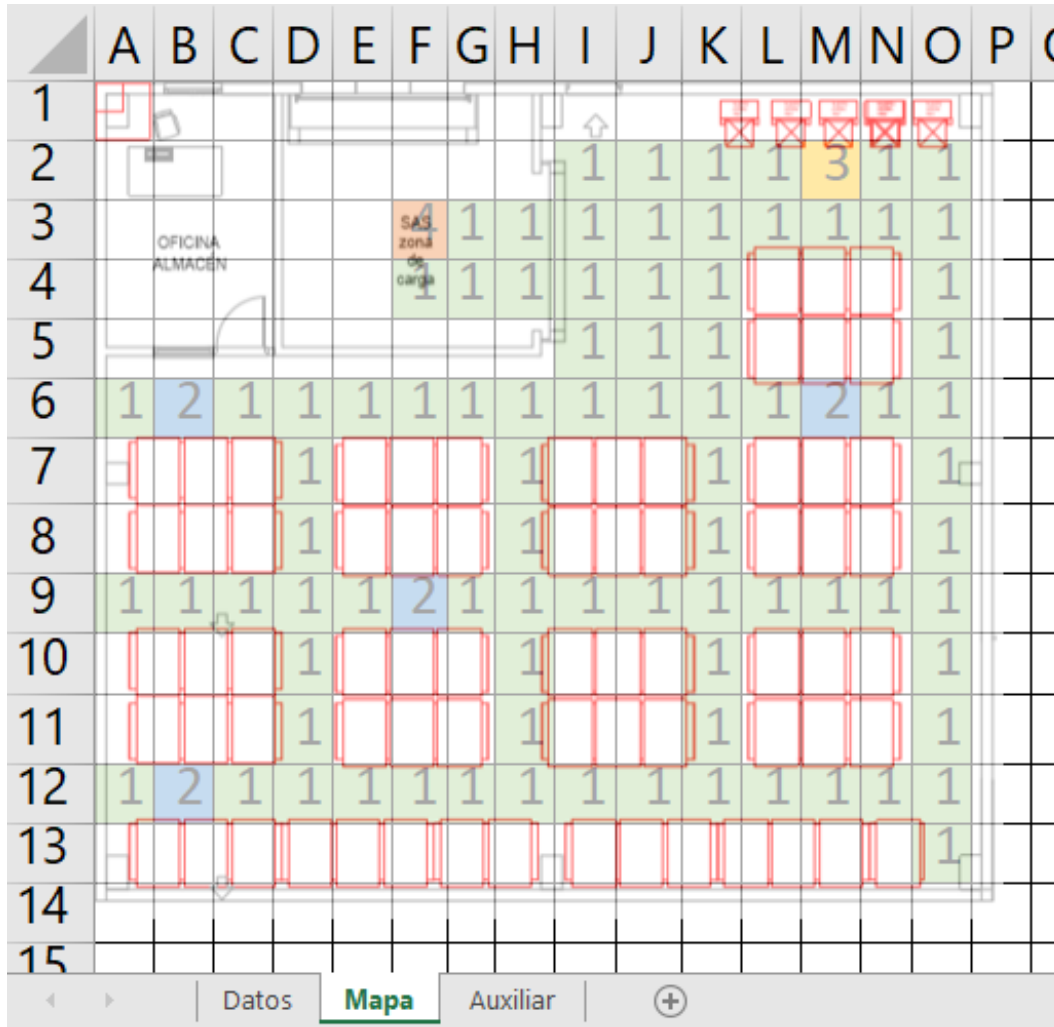 A B C D E F G H I J K L M N O P
1
2 1 1 1 1 3 1 1
3 4 1 1 1 1 1 1 1 1 1
SAS
zona
de
carga
OFICINA
ALMACÉN
4 1 1 1 1 1 1 1
5 1 1 1 1
6 1 2 1 1 1 1 1 1 1 1 1 1 2 1 1
7 1 1 1 1
8 1 1 1 1
9 1 1 1 1 1 2 1 1 1 1 1 1 1 1 1
10 1 1 1 1
11 1 1 1 1
12 1 2 1 1 1 1 1 1 1 1 1 1 1 1 1
13 1
14
15
Datos Mapa Auxiliar